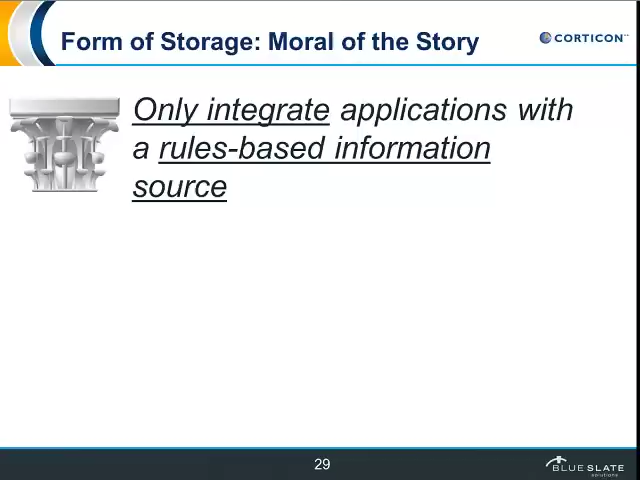 Form of Storage: Moral of the Story
CORTICON™
Only integrate applications with
a rules-based information
source
29
BLUE SLATE
solutions